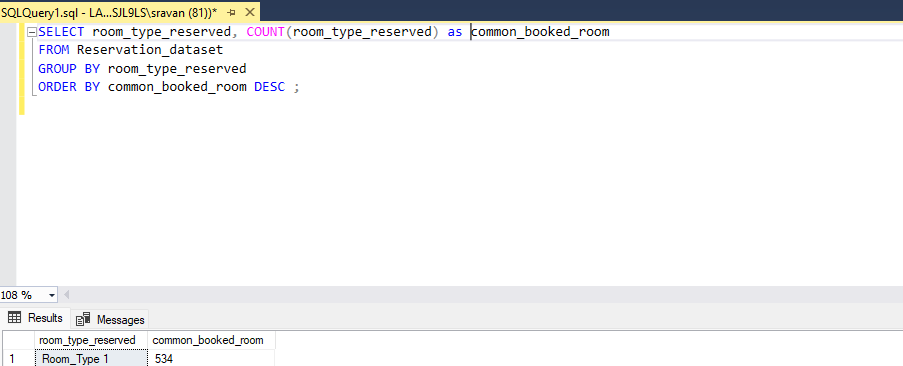 SQLQuery1.sql - LA...SJL9LS\sravan (81))*
SELECT room_type_reserved, COUNT(room_type_reserved) as common_booked_room
FROM Reservation_dataset
GROUP BY room_type_reserved
ORDER BY common_booked_room DESC ;
108 %
Results Messages
room_type_reserved common_booked_room
1 Room_Type 1 534